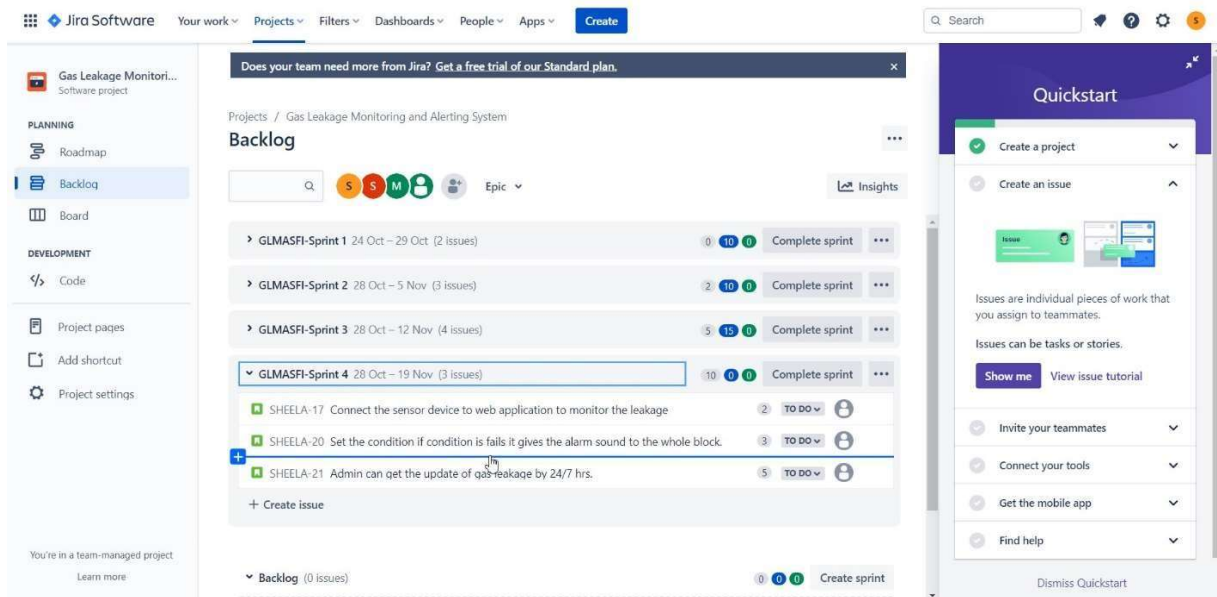 Jira Software Your work Projects Filters Dashboards People Apps Create Search S
Gas Leakage Monitori...
Software project
PLANNING
Roadmap
Backlog
Board
DEVELOPMENT
Code
Project pages
Add shortcut
Project settings
You're in a team-managed project
Learn more
Does your team need more from Jira? Get a free trial of our Standard plan. ×
Projects / Gas Leakage Monitoring and Alerting System
Backlog
S S M Epic Insights
GLMASFI-Sprint 1 24 Oct – 29 Oct (2 issues) 0 10 0 Complete sprint
GLMASFI-Sprint 2 28 Oct – 5 Nov (3 issues) 2 10 0 Complete sprint
GLMASFI-Sprint 3 28 Oct – 12 Nov (4 issues) 5 15 0 Complete sprint
GLMASFI-Sprint 4 28 Oct – 19 Nov (3 issues) 10 0 0 Complete sprint
SHEELA-17 Connect the sensor device to web application to monitor the leakage 2 TO DO
SHEELA-20 Set the condition if condition is fails it gives the alarm sound to the whole block. 3 TO DO
SHEELA-21 Admin can get the update of gas leakage by 24/7 hrs. 5 TO DO
+ Create issue
Backlog (0 issues) 0 0 0 Create sprint
Quickstart
Create a project
Create an issue
Issue
Issues are individual pieces of work that
you assign to teammates.
Issues can be tasks or stories.
Show me View issue tutorial
Invite your teammates
Connect your tools
Get the mobile app
Find help
Dismiss Quickstart